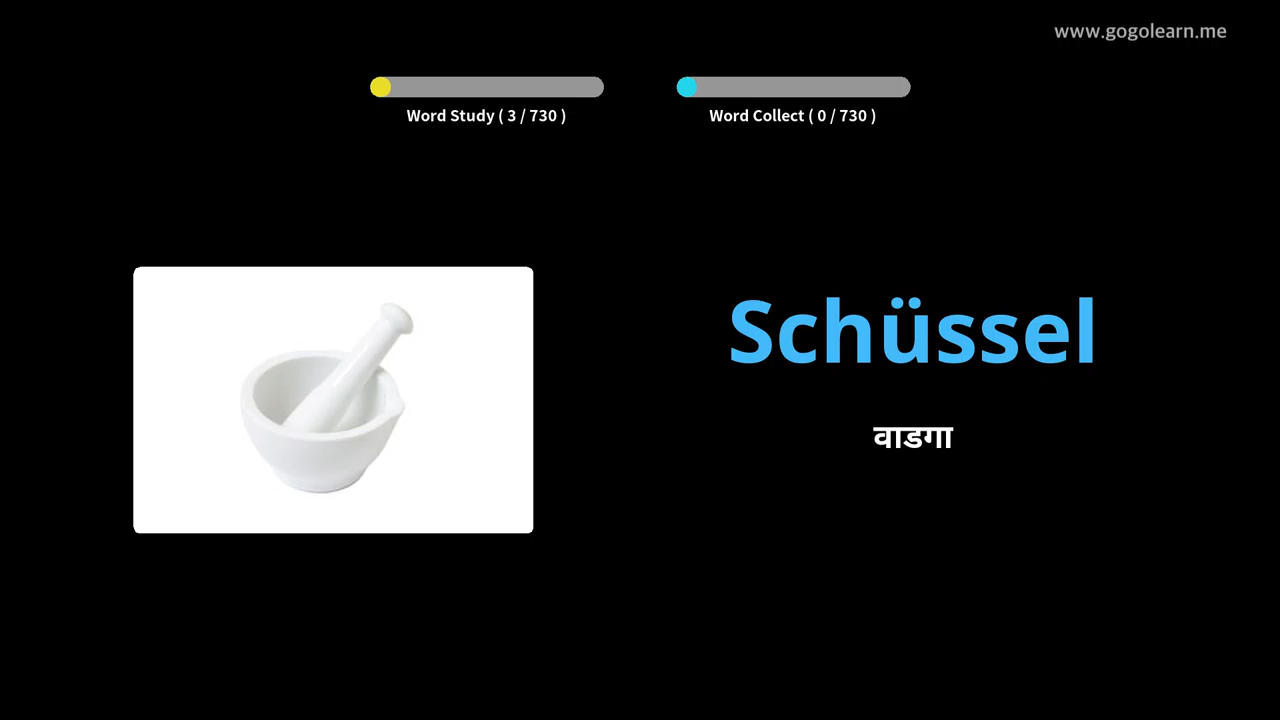 www.gogolearn.me
Word Study ( 3 / 730 )
Word Collect ( 0 / 730 )
Schüssel
वाडगा